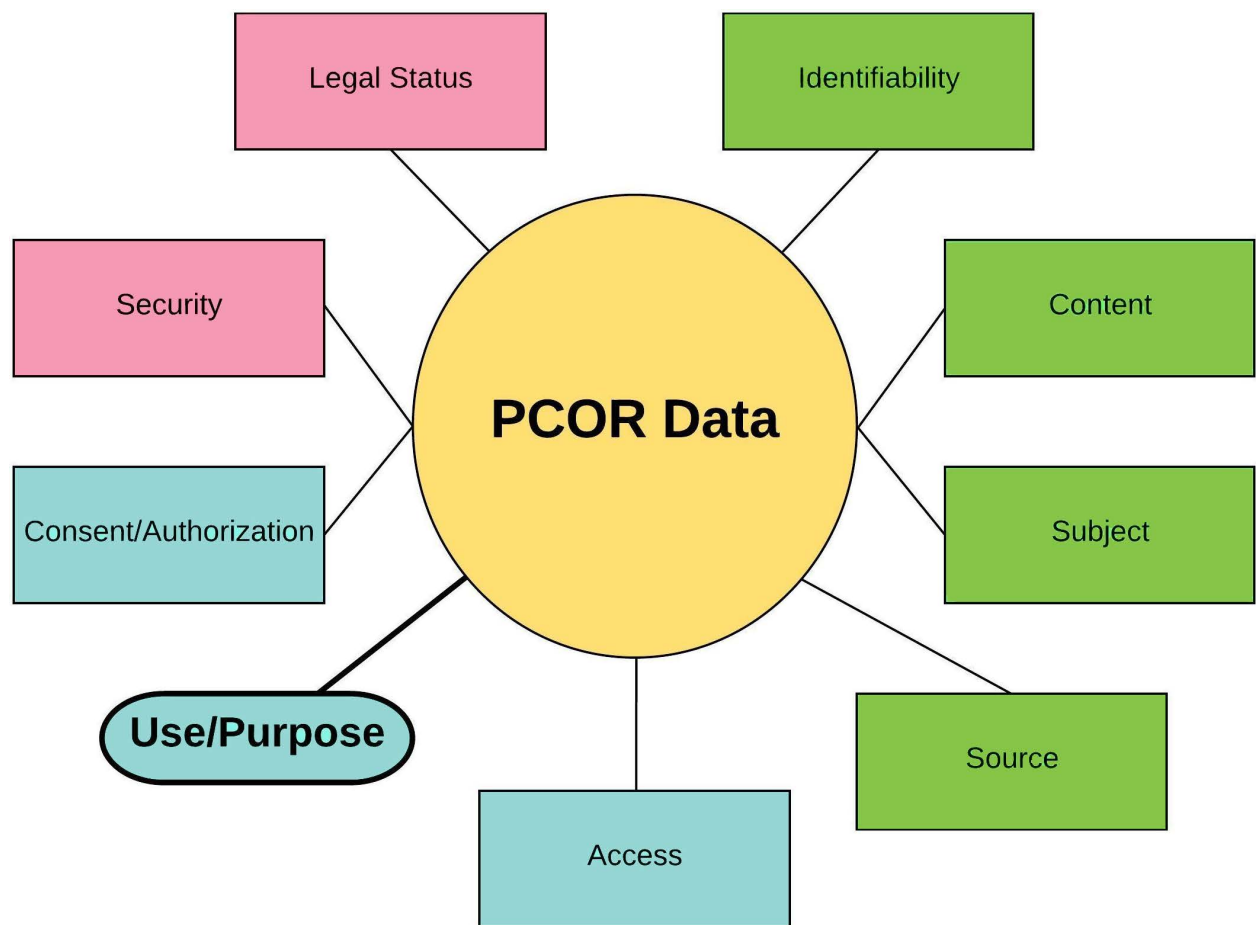 Legal Status
Identifiability
Security
Content
PCOR Data
Consent/Authorization
Subject
Use/Purpose
Source
Access